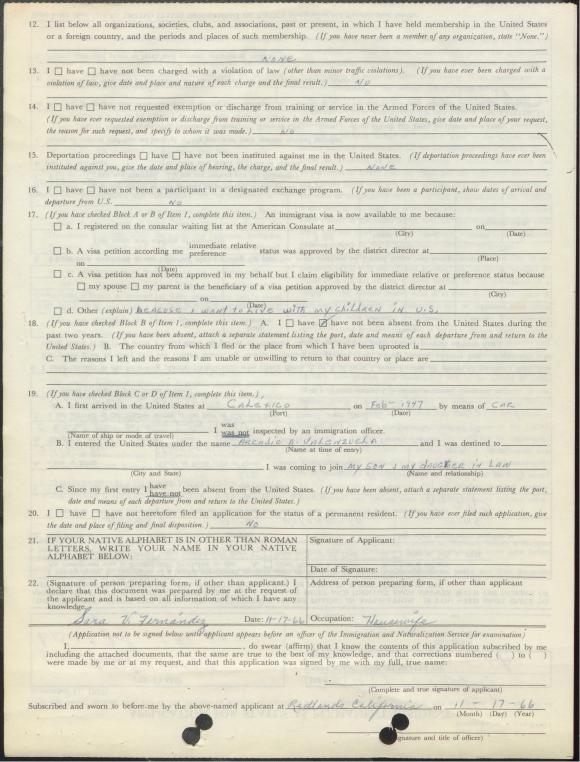 12. I list below all organizations, societies, clubs, and associations, past or present, in which I have held membership in the United States
or a foreign country, and the periods and places of such membership. (If you have never been a member of any organization, state "None.")
NONE
13. I ☐ have ☐ have not been charged with a violation of law (other than minor traffic violations). (If you have ever been charged with a
violation of law, give date and place and nature of each charge and the final result.) NO
14. I ☐ have ☐ have not requested exemption or discharge from training or service in the Armed Forces of the United States.
(If you have ever requested exemption or discharge from training or service in the Armed Forces of the United States, give date and place of your request,
the reason for such request, and specify to whom it was made.) NO
15. Deportation proceedings ☐ have ☐ have not been instituted against me in the United States. (If deportation proceedings have ever been
instituted against you, give the place of hearing, the charge, and the final result.) NONE
16. I ☐ have ☐ have not been a participant in a designated exchange program. (If you have been a participant, show dates of arrival and
departure from U.S. NO
17. (If you have checked Block A or B of Item 1, complete this item.) An immigrant visa is now available to me because:
☐ a. I registered on the consular waiting list at the American Consulate at on
(City) (Date)
☐ b. A visa petition according me immediate relative preference status was approved by the district director at
on (Place)
(Date)
☐ c. A visa petition has not been approved in my behalf but I claim eligibility for immediate relative or preference status because
☐ my spouse ☐ my parent is the beneficiary of a visa petition approved by the district director at
on (City)
(Date)
☐ d. Other (explain) BECAUSE I WANT TO LIVE WITH MY CHILDREN IN U.S.
18. (If you have checked Block B of Item 1, complete this item.) A. I ☐ have ☑ have not been absent from the United States during the
past two years. (If you have been absent, attach a separate statement listing the port, date and means of each departure from and return to the
United States.) B. The country from which I fled or the place from which I have been uprooted is
C. The reasons I left and the reasons I am unable or unwilling to return to that country or place are
19. (If you have checked Block C or D of Item 1, complete this item.)
A. I first arrived in the United States at CALEXICO on Feb- 1947 by means of CAR
(Port) (Date)
I was
was not inspected by an immigration officer.
(Name of ship or mode of travel)
B. I entered the United States under the name ARCADIO A. VALENZUELA and I was destined to
(Name at time of entry)
I was coming to join MY SON & MY DAUGTER IN LAW
(City and State) (Name and relationship)
C. Since my first entry I have
have not been absent from the United States. (If you have been absent, attach a separate statement listing the port,
date and means of each departure from and return to the United States.)
20. I ☐ have ☐ have not heretofore filed an application for the status of a permanent resident. (If you have ever filed such application, give
the date and place of filing and final disposition.) NO
21. IF YOUR NATIVE ALPHABET IS IN OTHER THAN ROMAN
LETTERS, WRITE YOUR NAME IN YOUR NATIVE
ALPHABET BELOW:
Signature of Applicant:
Date of Signature:
22. (Signature of person preparing form, if other than applicant.) I
declare that this document was prepared by me at the request of
the applicant and is based on all information of which I have any
knowledge.
Sara V. Fernandez Date: 11-17-66
Address of person preparing form, if other than applicant
Occupation: Housewife
(Application not to be signed below until applicant appears before an officer of the Immigration and Naturalization Service for examination)
I, , do swear (affirm) that I know the contents of this application subscribed by me
including the attached documents, that the same are true to the best of my knowledge, and that corrections numbered ( ) to ( )
were made by me or at my request, and that this application was signed by me with my full, true name:
(Complete and true signature of applicant)
Subscribed and sworn to before me by the above-named applicant at Redlands California on 11 - 17-66
(Month) (Day) (Year)
signature and title of officer)